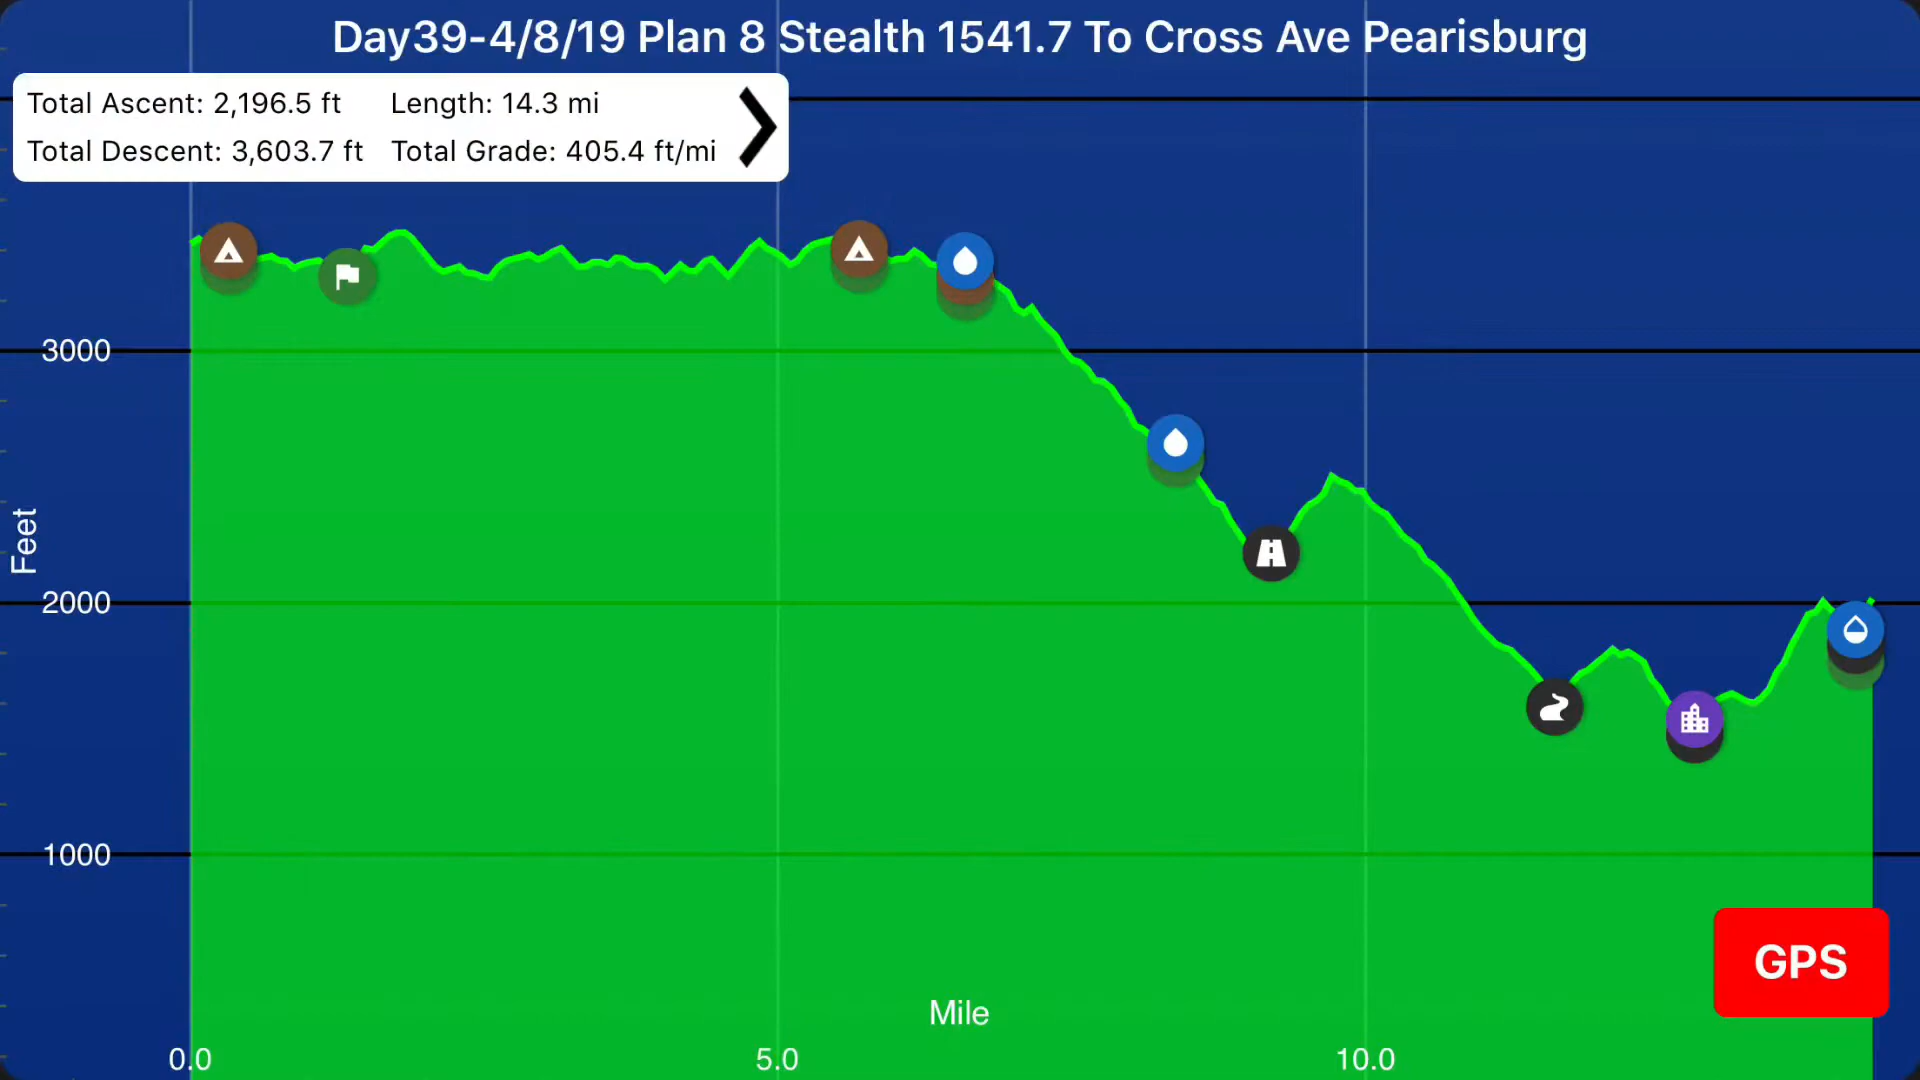 Day39-4/8/19 Plan 8 Stealth 1541.7 To Cross Ave Pearisburg
Total Ascent: 2,196.5 ft Length: 14.3 mi
Total Descent: 3,603.7 ft Total Grade: 405.4 ft/mi
3000
Feet
2000
1000
GPS
Mile
0.0 5.0 10.0